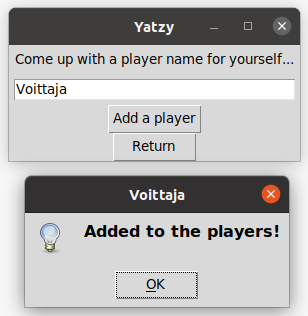 Yatzy
Come up with a player name for yourself...
Voittaja
Add a player
Return
Voittaja
Added to the players!
OK